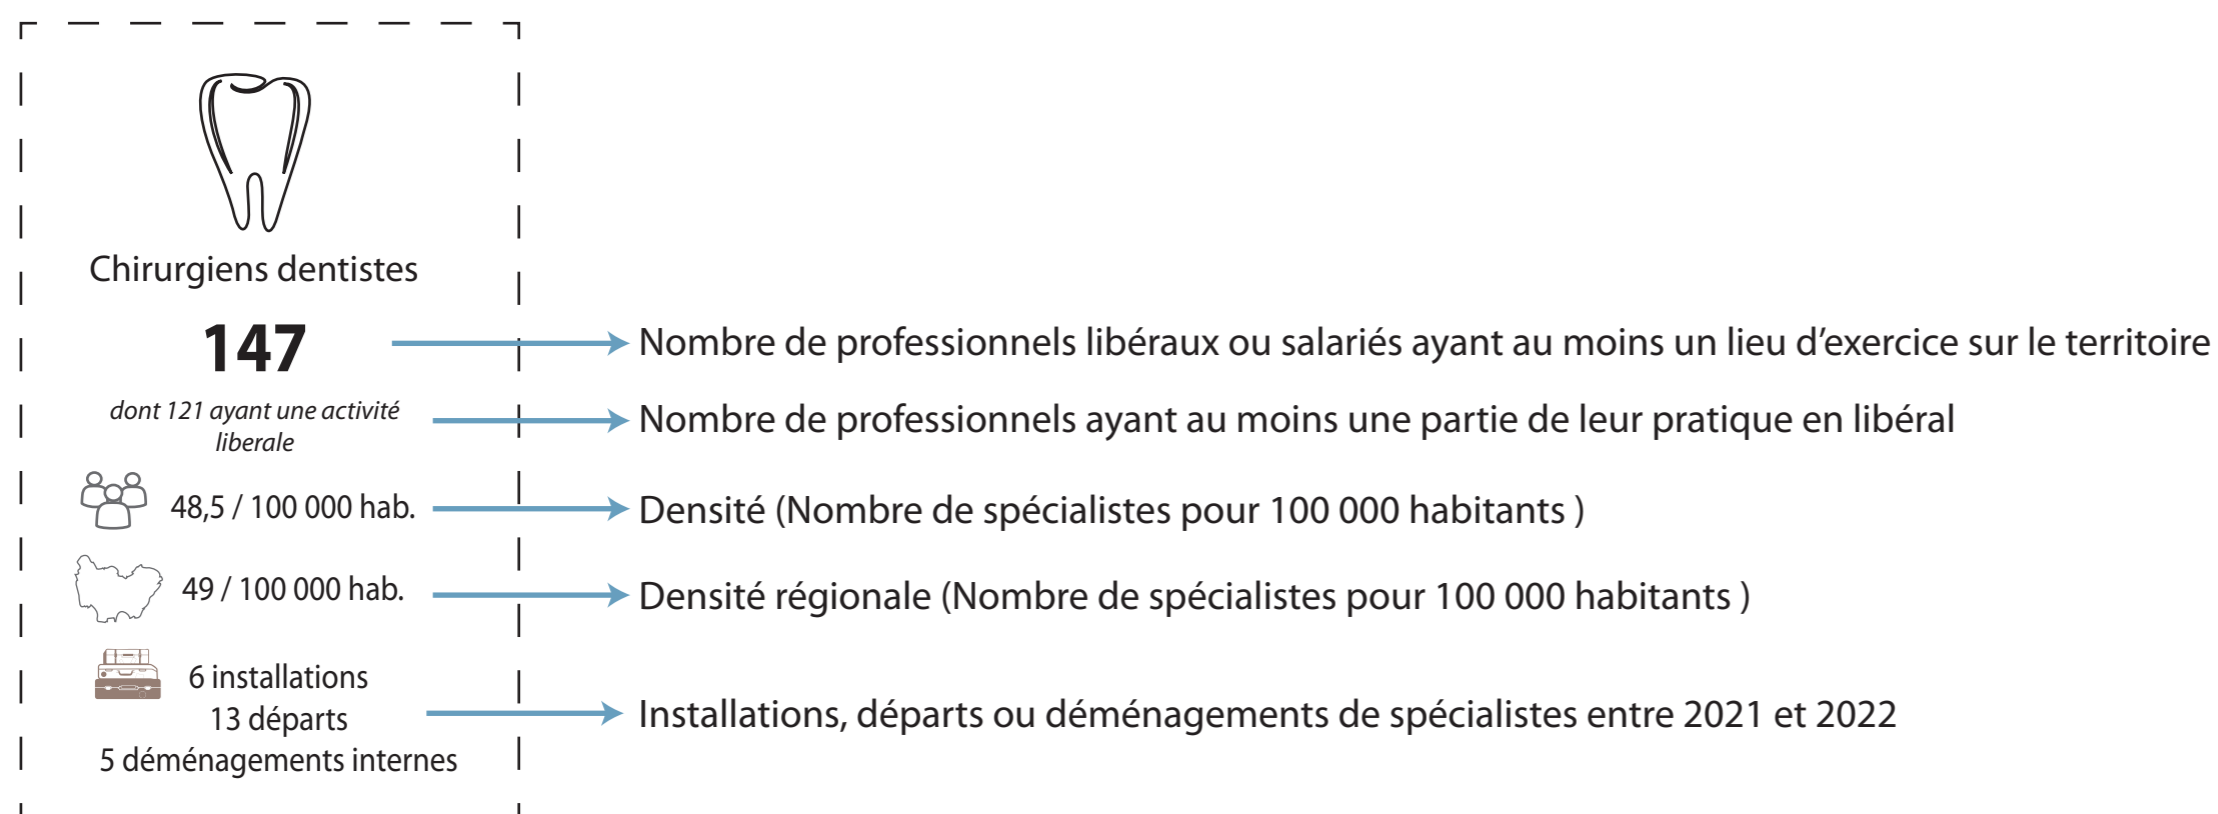 Chirurgiens dentistes
147
Nombre de professionnels libéraux ou salariés ayant au moins un lieu d’exercice sur le territoire
dont 121 ayant une activité
liberale
Nombre de professionnels ayant au moins une partie de leur pratique en libéral
48,5 / 100 000 hab.
Densité (Nombre de spécialistes pour 100 000 habitants )
49 / 100 000 hab.
Densité régionale (Nombre de spécialistes pour 100 000 habitants )
6 installations
13 départs
5 déménagements internes
Installations, départs ou déménagements de spécialistes entre 2021 et 2022